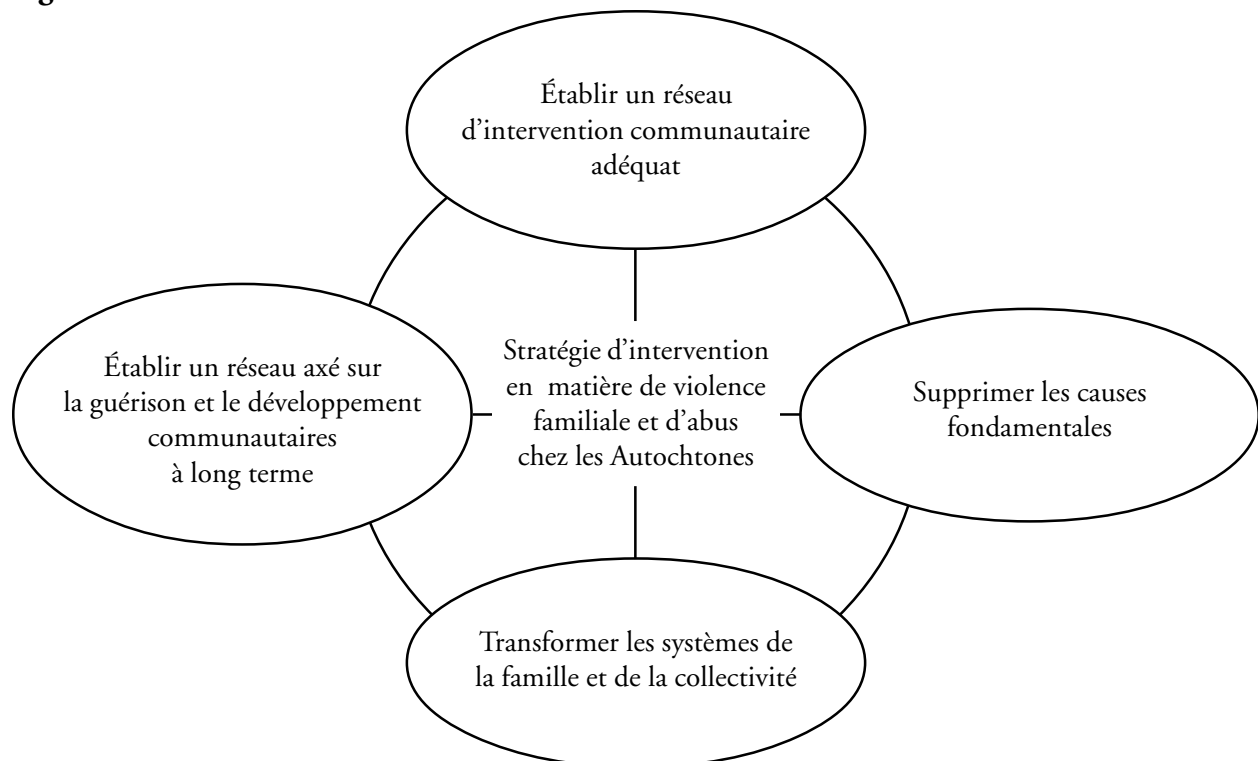 Établir un réseau
d'intervention communautaire
adéquat
Établir un réseau axé sur
la guérison et le développement
communautaires
à long terme
Stratégie d'intervention
en matière de violence
familiale et d'abus
chez les Autochtones
Supprimer les causes
fondamentales
Transformer les systèmes de
la famille et de la collectivité